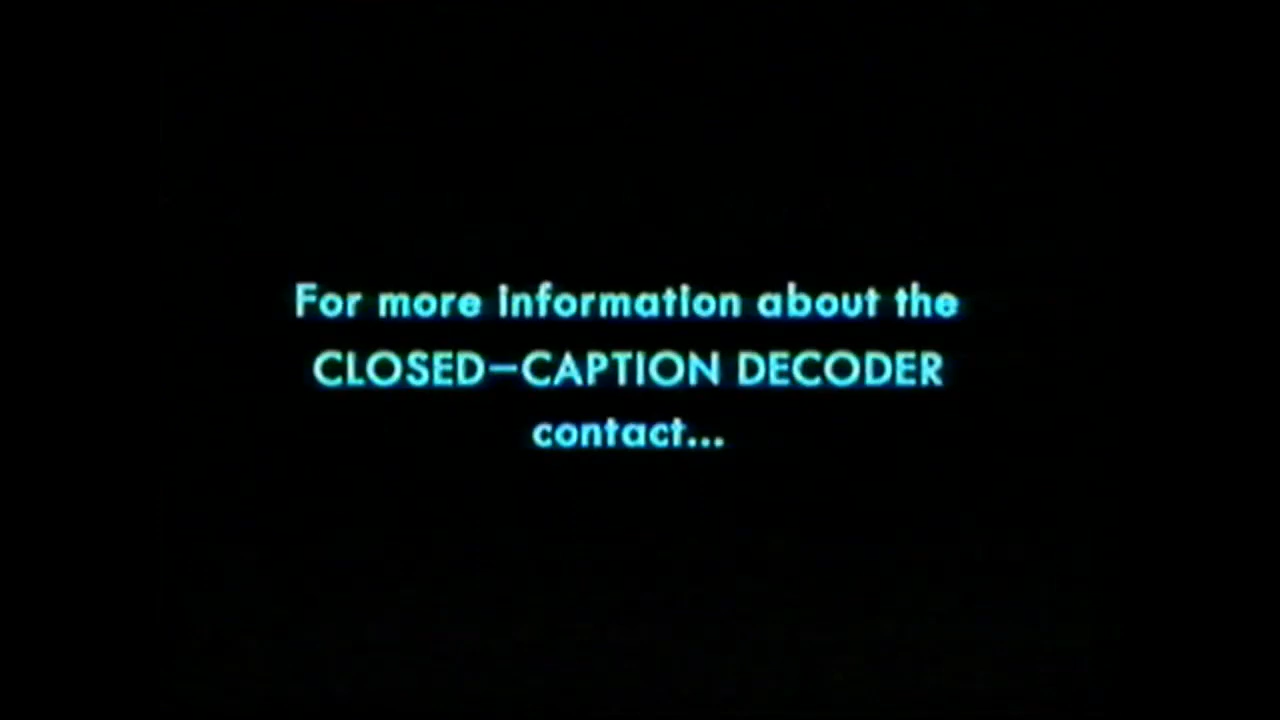 For more information about the
CLOSED–CAPTION DECODER
contact...